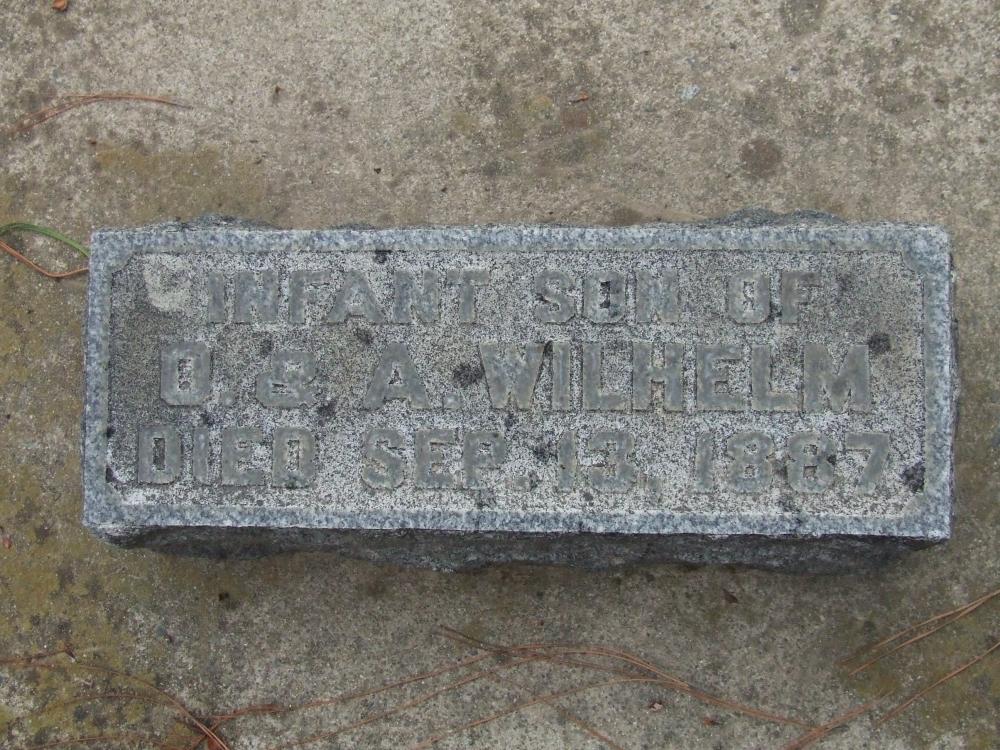 INFANT SON OF
O. & A. WILHELM
DIED SEP. 13, 1887